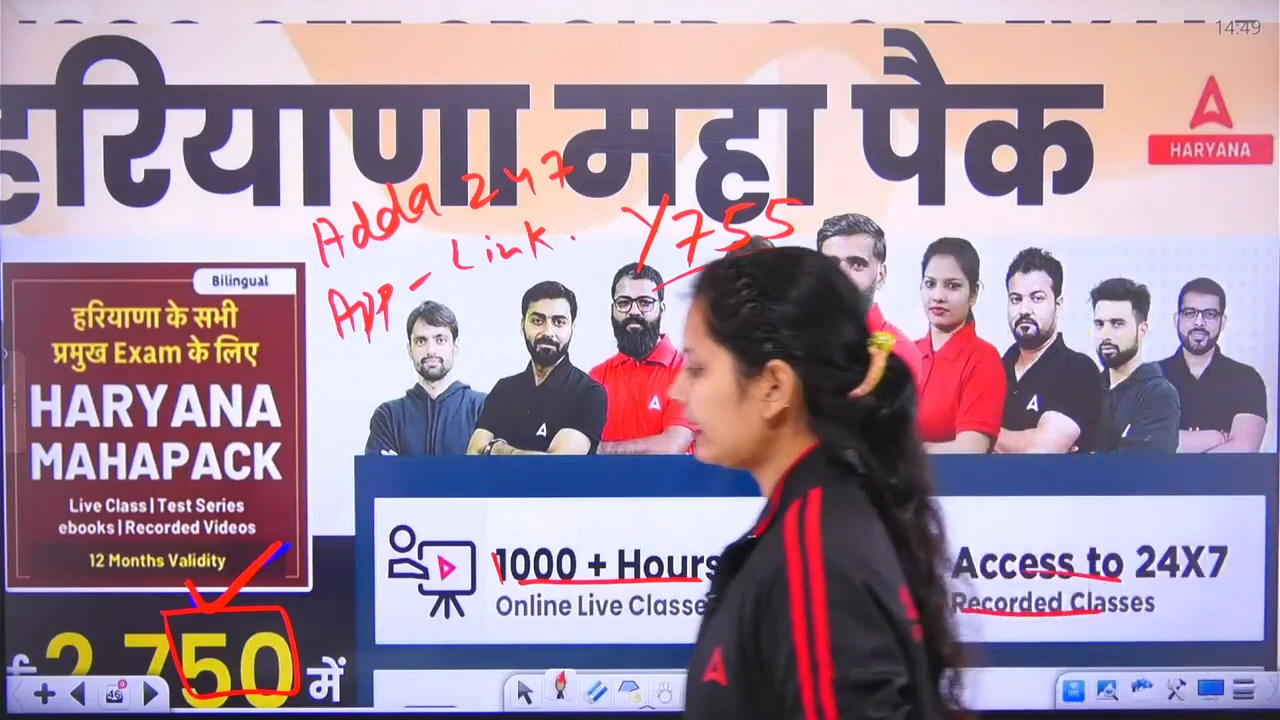 14:49
हरियाणा महा पैक
HARYANA
Adda 247
App - Link.
Y755
Bilingual
हरियाणा के सभी
प्रमुख Exam के लिए
HARYANA
MAHAPACK
Live Class | Test Series
ebooks | Recorded Videos
12 Months Validity
2,750 में
1000 + Hours
Online Live Classe
Access to 24X7
Recorded Classes
46